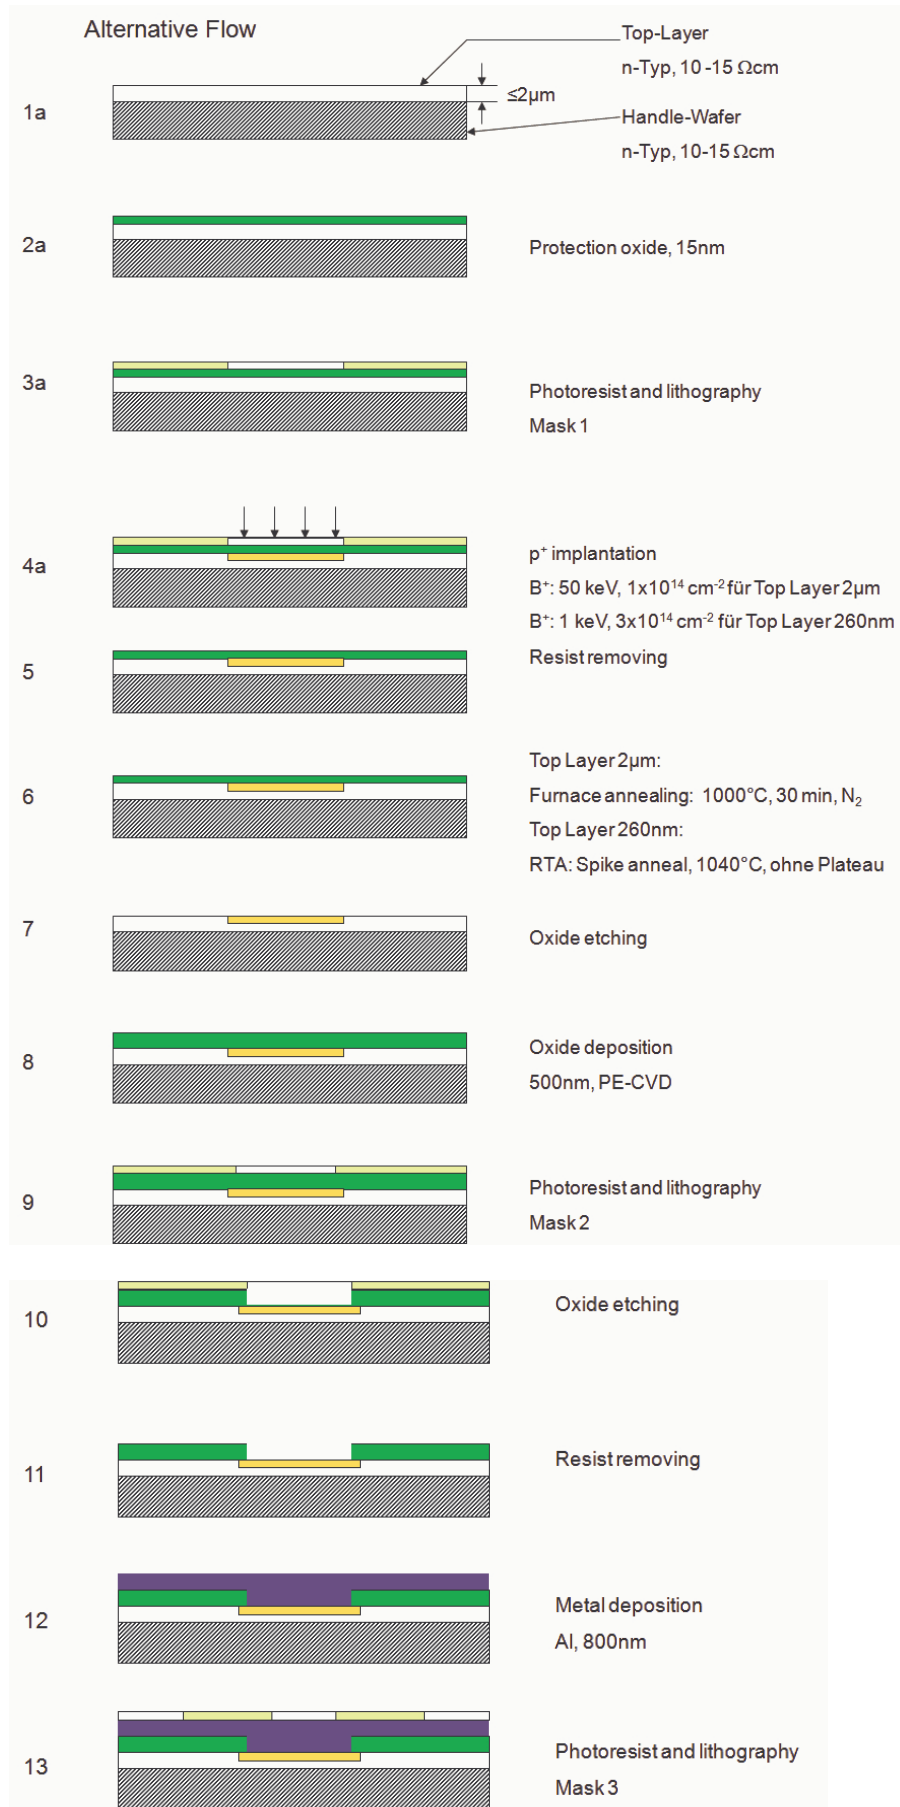 Alternative Flow
Top-Layer
n-Typ, 10 -15 Ωcm
≤2µm
1a
Handle-Wafer
n-Typ, 10-15 Ωcm
2a
Protection oxide, 15nm
3a
Photoresist and lithography
Mask 1
4a
p⁺ implantation
B⁺: 50 keV, 1x10¹⁴ cm⁻² für Top Layer 2µm
B⁺: 1 keV, 3x10¹⁴ cm⁻² für Top Layer 260nm
5
Resist removing
6
Top Layer 2µm:
Furnace annealing: 1000°C, 30 min, N₂
Top Layer 260nm:
RTA: Spike anneal, 1040°C, ohne Plateau
7
Oxide etching
8
Oxide deposition
500nm, PE-CVD
9
Photoresist and lithography
Mask 2
10
Oxide etching
11
Resist removing
12
Metal deposition
Al, 800nm
13
Photoresist and lithography
Mask 3